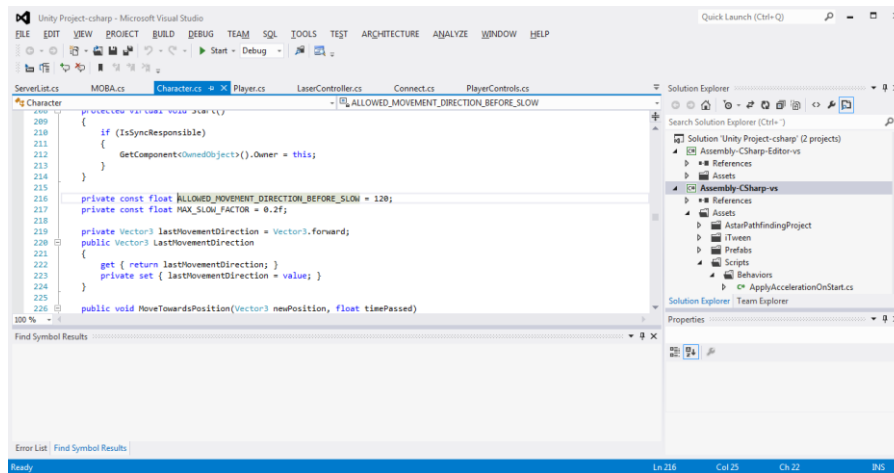 Unity Project-csharp - Microsoft Visual Studio
Quick Launch (Ctrl+Q)
FILE EDIT VIEW PROJECT BUILD DEBUG TEAM SQL TOOLS TEST ARCHITECTURE ANALYZE WINDOW HELP
Start - Debug
ServerList.cs MOBA.cs Character.cs Player.cs LaserController.cs Connect.cs PlayerControls.cs
Character
ALLOWED_MOVEMENT_DIRECTION_BEFORE_SLOW
208 protected virtual void Start()
209 {
210 if (IsSyncResponsible)
211 {
212 GetComponent<OwnedObject>().Owner = this;
213 }
214 }
215
216 private const float ALLOWED_MOVEMENT_DIRECTION_BEFORE_SLOW = 120;
217 private const float MAX_SLOW_FACTOR = 0.2f;
218
219 private Vector3 lastMovementDirection = Vector3.forward;
220 public Vector3 LastMovementDirection
221 {
222 get { return lastMovementDirection; }
223 private set { lastMovementDirection = value; }
224 }
225
226 public void MoveTowardsPosition(Vector3 newPosition, float timePassed)
100 %
Find Symbol Results
Error List Find Symbol Results
Solution Explorer
Search Solution Explorer (Ctrl+¨)
Solution 'Unity Project-csharp' (2 projects)
Assembly-CSharp-Editor-vs
References
Assets
Assembly-CSharp-vs
References
Assets
AstarPathfindingProject
iTween
Prefabs
Scripts
Behaviors
ApplyAccelerationOnStart.cs
Solution Explorer Team Explorer
Properties
Ready Ln 216 Col 25 Ch 22 INS